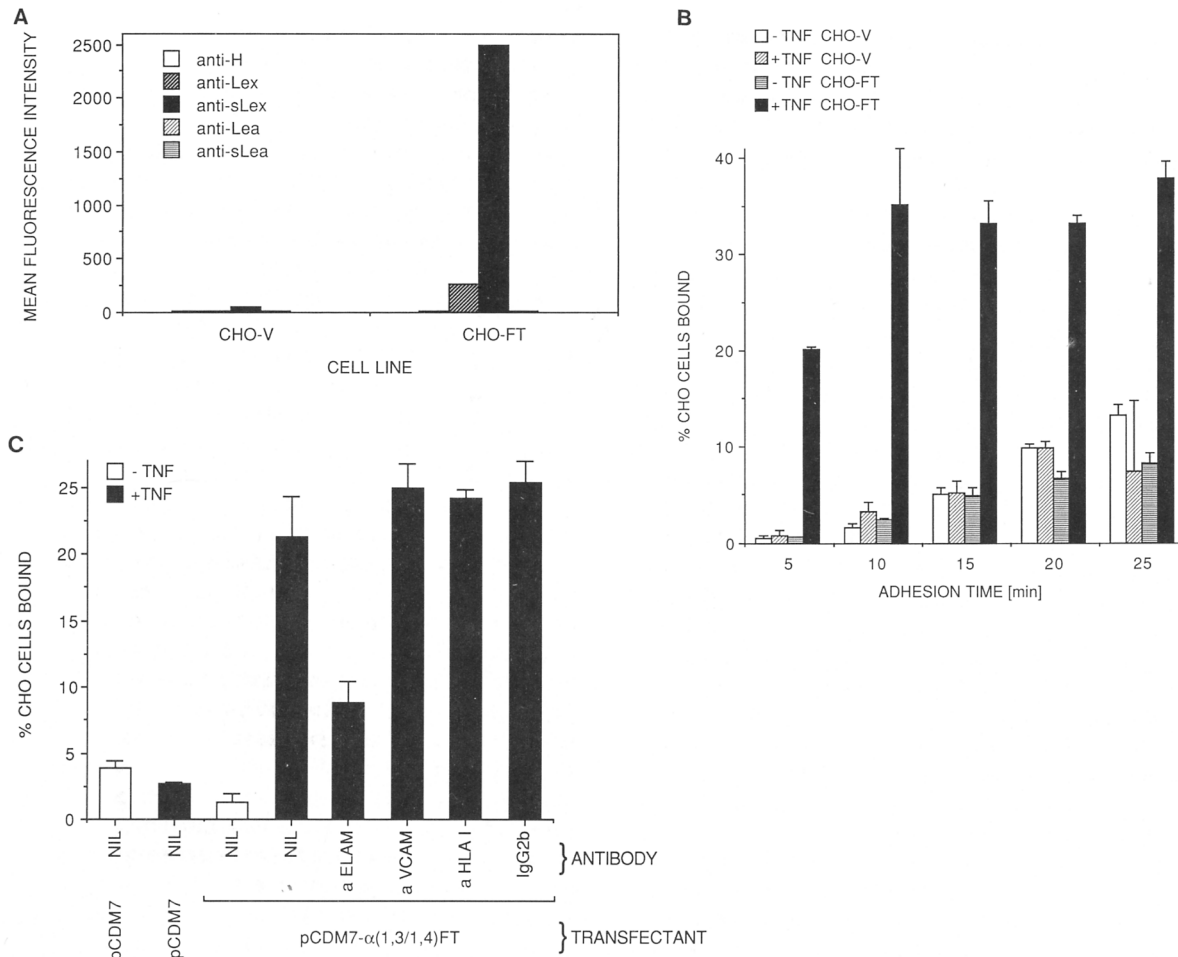 A
MEAN FLUORESCENCE INTENSITY
2500
2000
1500
1000
500
0
anti-H
anti-Lex
anti-sLex
anti-Lea
anti-sLea
CHO-V
CHO-FT
CELL LINE
B
- TNF CHO-V
+TNF CHO-V
- TNF CHO-FT
+TNF CHO-FT
% CHO CELLS BOUND
40
30
20
10
0
5
10
15
20
25
ADHESION TIME [min]
C
- TNF
+TNF
% CHO CELLS BOUND
25
20
15
10
5
0
NIL
NIL
NIL
NIL
a ELAM
a VCAM
a HLA I
IgG2b
}ANTIBODY
pCDM7
pCDM7
pCDM7-α(1,3/1,4)FT
}TRANSFECTANT